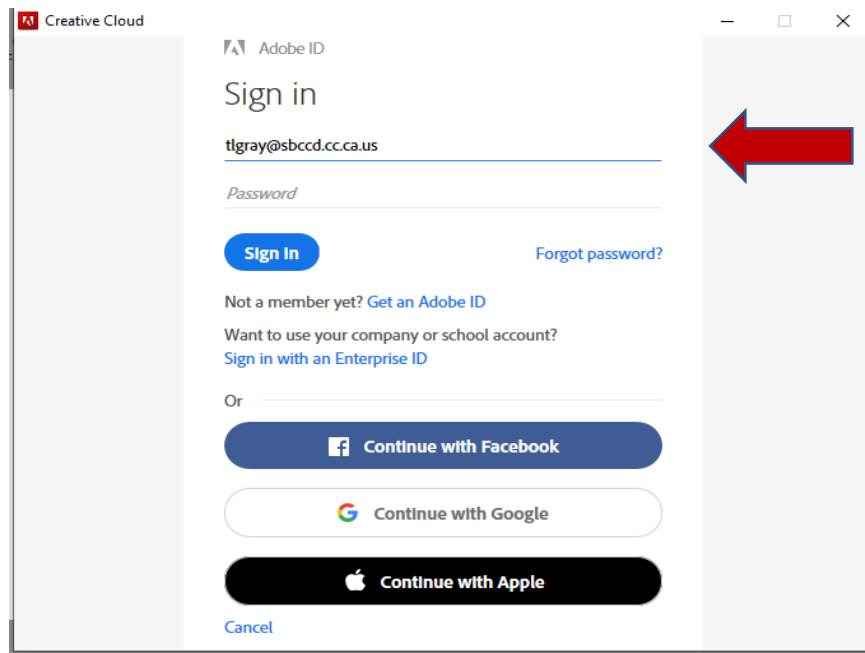 Creative Cloud
Adobe ID
Sign in
tlgray@sbccd.cc.ca.us
Password
Sign In
Forgot password?
Not a member yet? Get an Adobe ID
Want to use your company or school account?
Sign in with an Enterprise ID
Or
Continue with Facebook
Continue with Google
Continue with Apple
Cancel